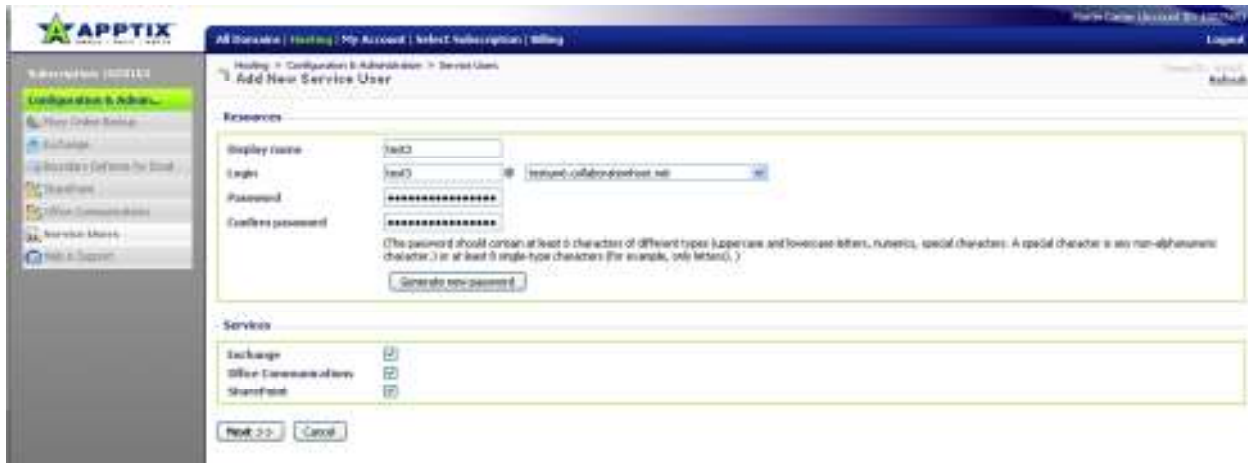 APPTIX
All Domains | Hosting | My Account | Select Subscription | Billing
Logout
Subscription
Hosting > Configuration & Administration > Service Users
Add New Service User
Refresh
Configuration & Admin...
Exchange
SharePoint
Office Communications
Service Users
Help & Support
Resources
Display name
Login
@
Password
Confirm password
(The password should contain at least 6 characters of different types (uppercase and lowercase letters, numerics, special characters. A special character is any non-alphanumeric
character.) or at least 8 single-type characters (for example, only letters). )
Generate new password
Services
Exchange
Office Communications
SharePoint
Next >>
Cancel